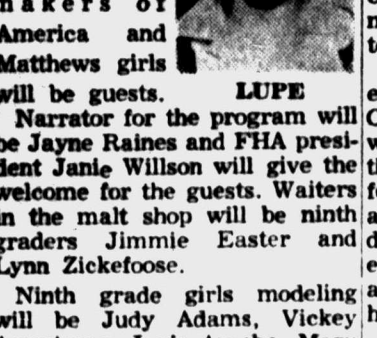 makers of
America and
Matthews girls
will be guests.
LUPE
Narrator for the program will
be Jayne Raines and FHA presi-
dent Janie Willson will give the
welcome for the guests. Waiters
in the malt shop will be ninth
graders Jimmie Easter and
Lynn Zickefoose.
Ninth grade girls modeling
will be Judy Adams, Vickey